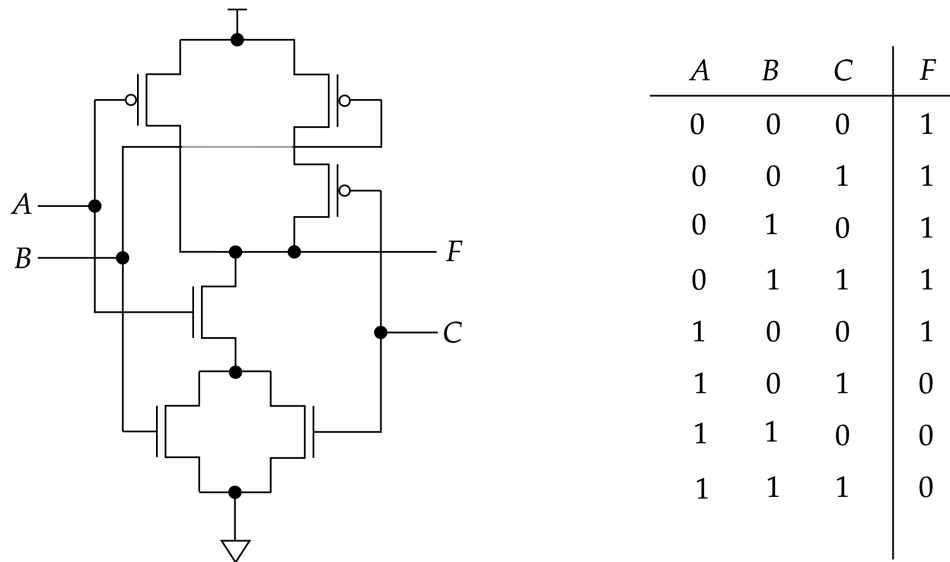 A B C F
0 0 0 1
0 0 1 1
0 1 0 1
A
0 1 1 1
B
F
1 0 0 1
C
1 0 1 0
1 1 0 0
1 1 1 0